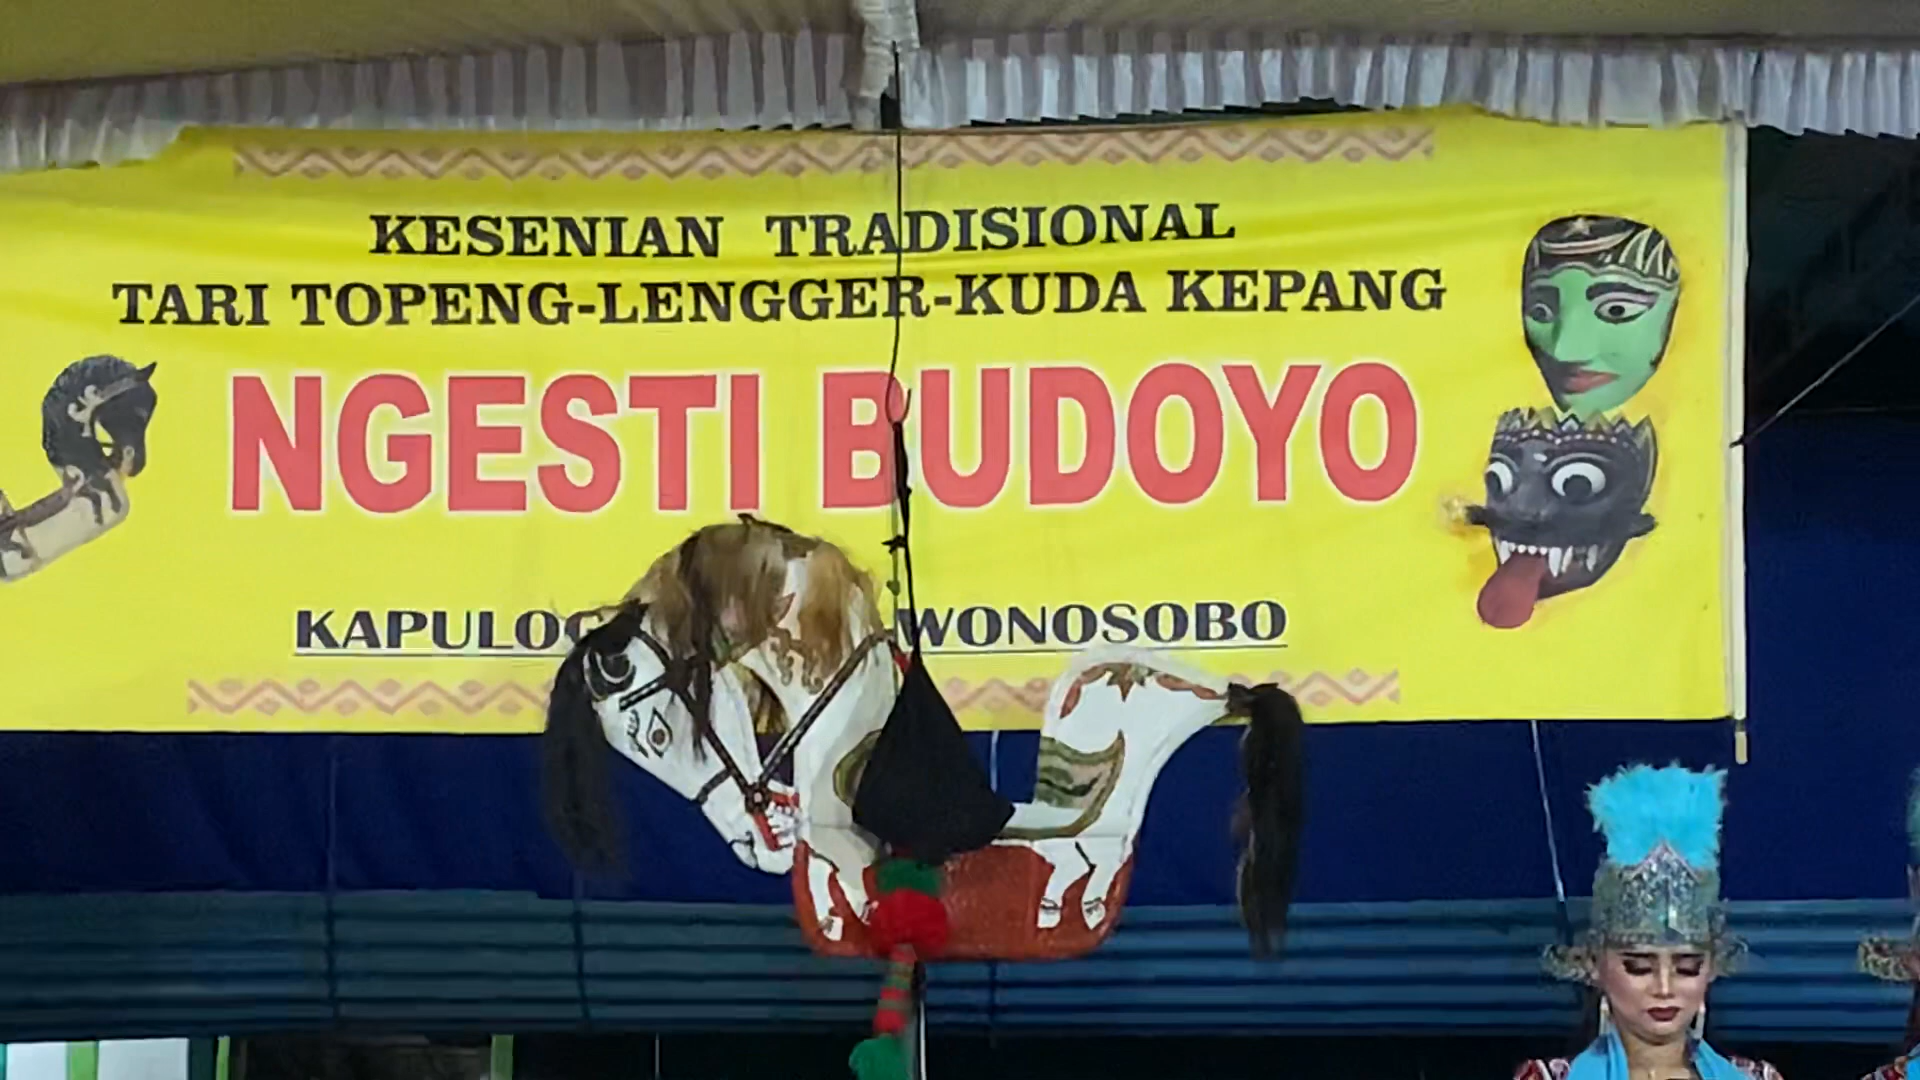 KESENIAN TRADISIONAL
TARI TOPENG-LENGGER-KUDA KEPANG
NGESTI BUDOYO
WONOSOBO